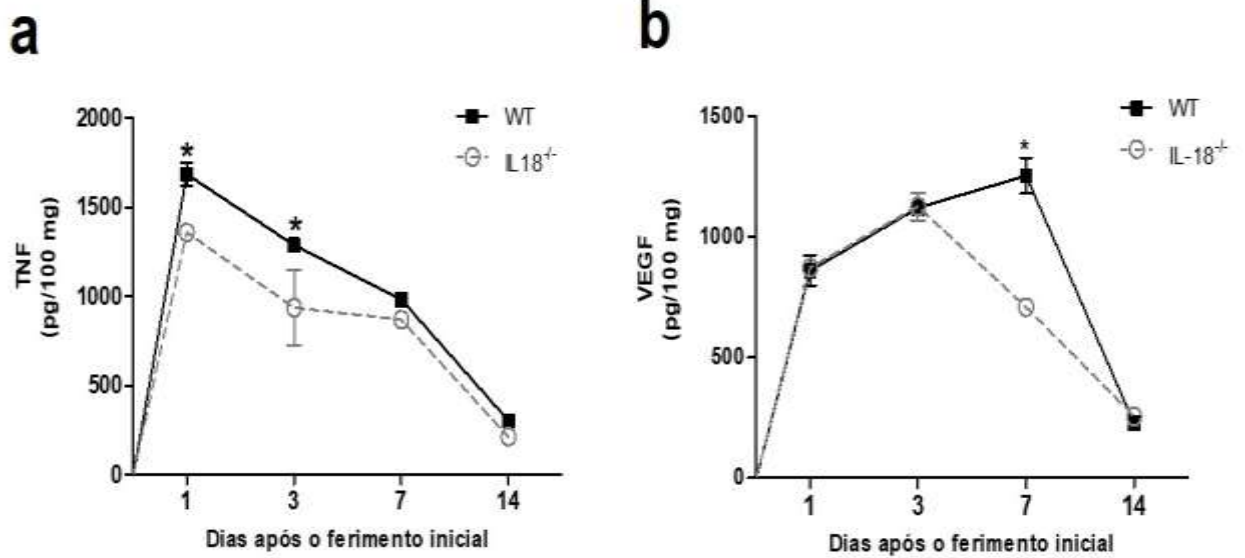 a
TNF
(pg/100 mg)
2000
1500
1000
500
0
*
*
WT
IL18-/-
1 3 7 14
Dias após o ferimento inicial
b
VEGF
(pg/100 mg)
1500
1000
500
0
*
WT
IL-18-/-
1 3 7 14
Dias após o ferimento inicial